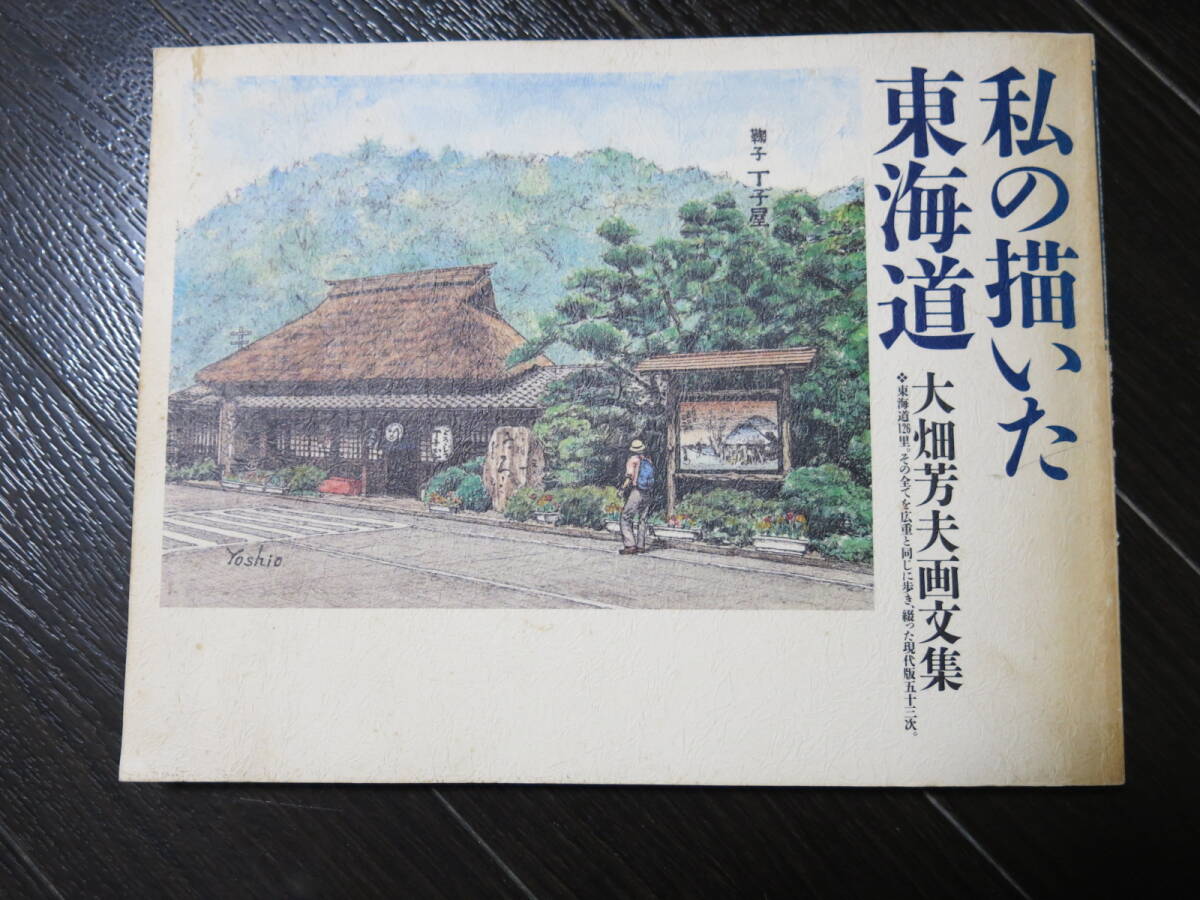 私の描いた
東海道
大畑芳夫画文集
❖東海道126里。その全てを広重と同じに歩き、綴った現代版五十三次。
鞠子 丁子屋
Yoshio